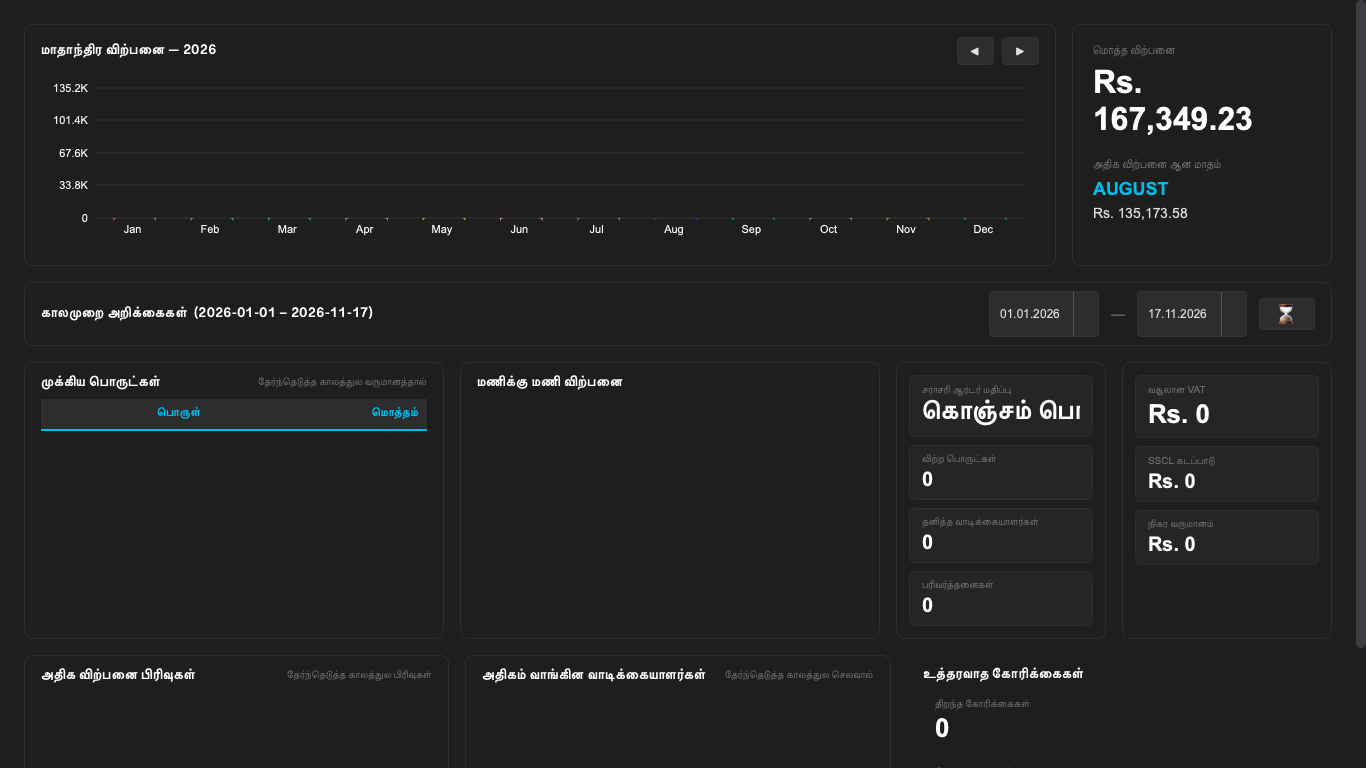 மாதாந்திர விற்பனை — 2026
◄
►
135.2K
101.4K
67.6K
33.8K
0
Jan Feb Mar Apr May Jun Jul Aug Sep Oct Nov Dec
மொத்த விற்பனை
Rs.
167,349.23
அதிக விற்பனை ஆன மாதம்
AUGUST
Rs. 135,173.58
காலமுறை அறிக்கைகள் (2026-01-01 – 2026-11-17)
01.01.2026 — 17.11.2026
முக்கிய பொருட்கள்
தேர்ந்தெடுத்த காலத்துல வருமானத்தால்
பொருள் மொத்தம்
மணிக்கு மணி விற்பனை
சராசரி ஆர்டர் மதிப்பு
கொஞ்சம்
விற்ற பொருட்கள்
0
தனித்த வாடிக்கையாளர்கள்
0
பரிவர்த்தனைகள்
0
வசூலான VAT
Rs. 0
SSCL கடப்பாடு
Rs. 0
நிகர வருமானம்
Rs. 0
அதிக விற்பனை பிரிவுகள்
தேர்ந்தெடுத்த காலத்துல பிரிவுகள்
அதிகம் வாங்கின வாடிக்கையாளர்கள்
தேர்ந்தெடுத்த காலத்துல செலவால்
உத்தரவாத கோரிக்கைகள்
திறந்த கோரிக்கைகள்
0